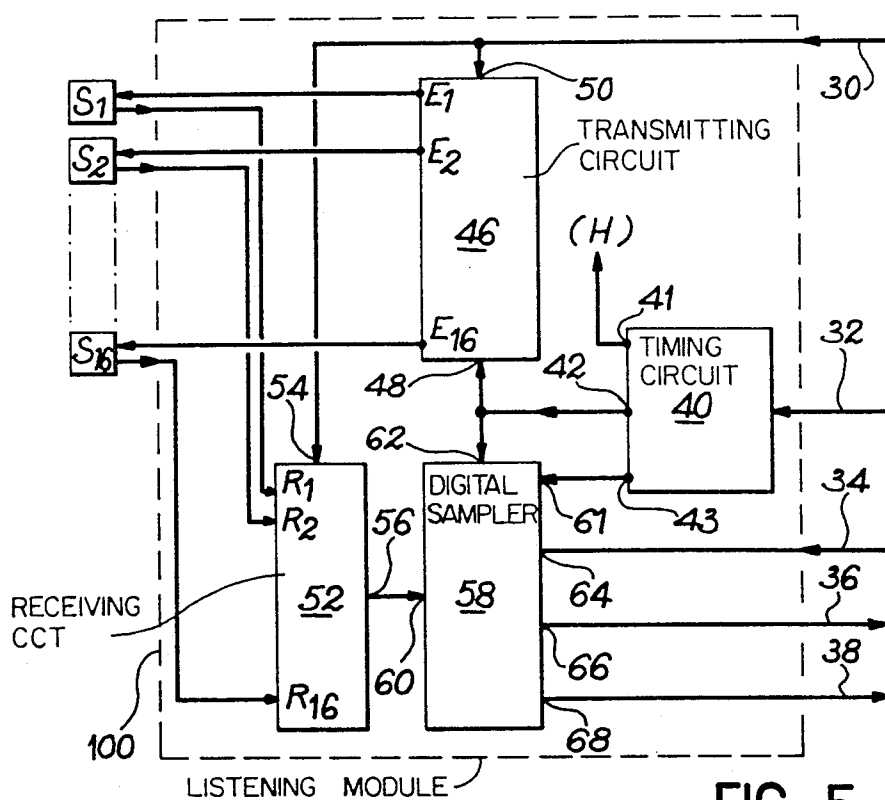 30
50
S1
E1
S2
E2
TRANSMITTING
CIRCUIT
46
(H)
41
S16
E16
TIMING
CIRCUIT
40
32
48
42
54
62
43
61
34
R1
R2
DIGITAL
SAMPLER
56
52
58
64
36
RECEIVING
CCT
60
66
38
R16
68
100
LISTENING MODULE